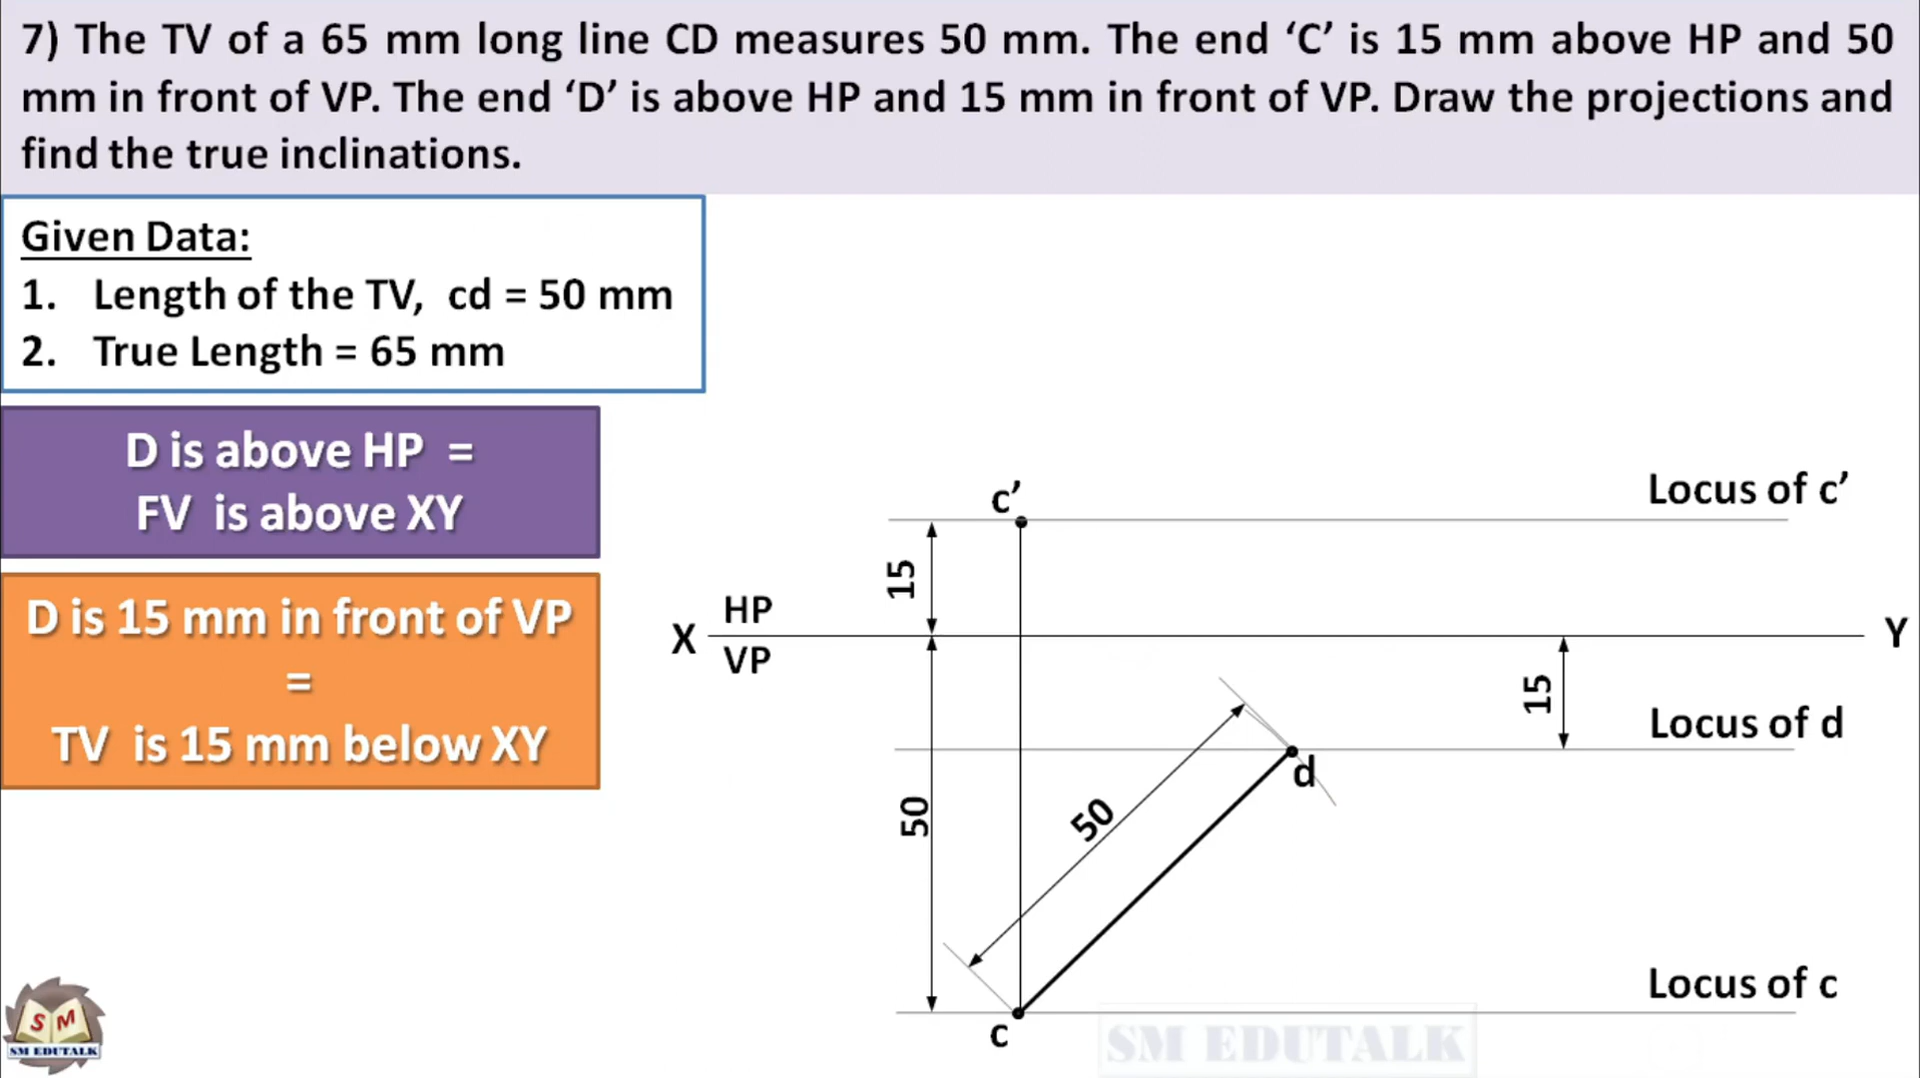 7) The TV of a 65 mm long line CD measures 50 mm. The end ‘C’ is 15 mm above HP and 50
mm in front of VP. The end ‘D’ is above HP and 15 mm in front of VP. Draw the projections and
find the true inclinations.
Given Data:
1. Length of the TV, cd = 50 mm
2. True Length = 65 mm
D is above HP =
FV is above XY
D is 15 mm in front of VP
=
TV is 15 mm below XY
c’
Locus of c’
15
X
HP
VP
Y
15
Locus of d
d
50
50
Locus of c
c
SM EDUTALK
S M
SM EDUTALK